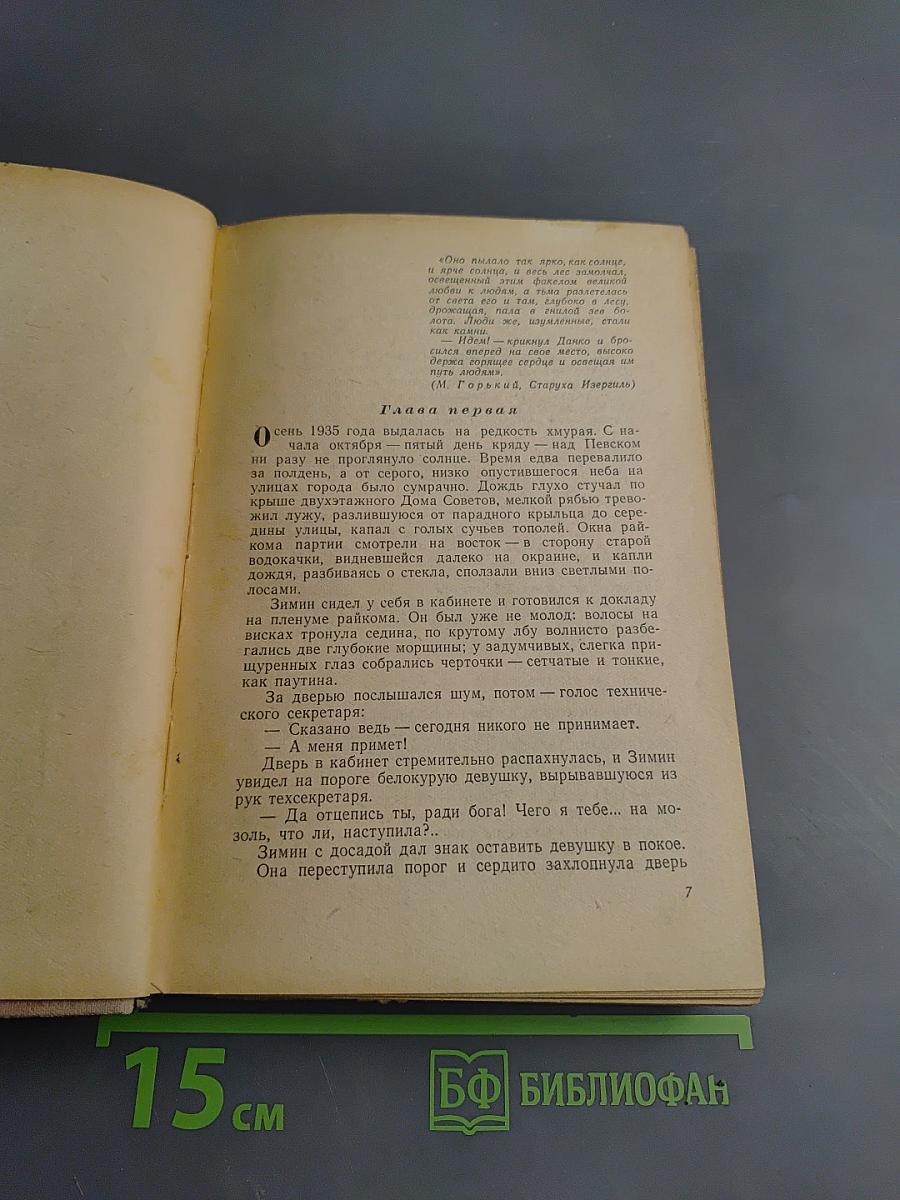 «Оно пылало так ярко, как солнце,
и ярче солнца, и весь лес замолчал,
освещенный этим факелом великой
любви к людям, а тьма разлетелась
от света его и там, глубоко в лесу,
дрожащая, пала в гнилой зев бо-
лота. Люди же, изумленные, стали
как камни.
— Идем! — крикнул Данко и бро-
сился вперед на свое место, высоко
держа горящее сердце и освещая им
путь людям».
(М. Горький, Старуха Изергиль)
Глава первая
Осень 1935 года выдалась на редкость хмурая. С на-
чала октября — пятый день кряду — над Певском
ни разу не проглянуло солнце. Время едва перевалило
за полдень, а от серого, низко опустившегося неба на
улицах города было сумрачно. Дождь глухо стучал по
крыше двухэтажного Дома Советов, мелкой рябью трево-
жил лужу, разлившуюся от парадного крыльца до сере-
дины улицы, капал с голых сучьев тополей. Окна рай-
кома партии смотрели на восток — в сторону старой
водокачки, видневшейся далеко на окраине, и капли
дождя, разбиваясь о стекла, сползали вниз светлыми по-
лосами.
Зимин сидел у себя в кабинете и готовился к докладу
на пленуме райкома. Он был уже не молод: волосы на
висках тронула седина, по крутому лбу волнисто разбе-
гались две глубокие морщины; у задумчивых, слегка при-
щуренных глаз собрались черточки — сетчатые и тонкие,
как паутина.
За дверью послышался шум, потом — голос техниче-
ского секретаря:
— Сказано ведь — сегодня никого не принимает.
— А меня примет!
Дверь в кабинет стремительно распахнулась, и Зимин
увидел на пороге белокурую девушку, вырывавшуюся из
рук техсекретаря.
— Да отцепись ты, ради бога! Чего я тебе... на мо-
золь, что ли, наступила?..
Зимин с досадой дал знак оставить девушку в покое.
Она переступила порог и сердито захлопнула дверь
7
15 см
БФ БИБЛИОФАН